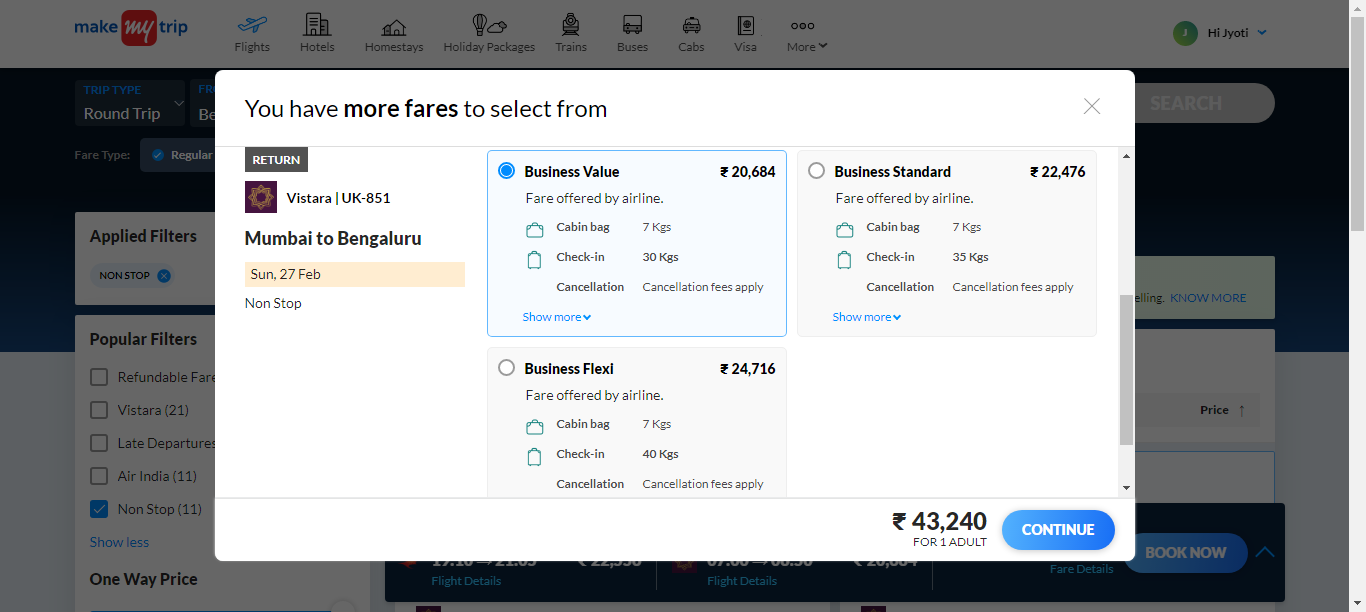 make my trip
Flights
Hotels
Homestays
Holiday Packages
Trains
Buses
Cabs
Visa
More
J
Hi Jyoti
TRIP TYPE
Round Trip
FR
Be
SEARCH
Fare Type:
Regular
You have more fares to select from
RETURN
Vistara | UK-851
Mumbai to Bengaluru
Sun, 27 Feb
Non Stop
Business Value ₹ 20,684
Fare offered by airline.
Cabin bag 7 Kgs
Check-in 30 Kgs
Cancellation Cancellation fees apply
Show more
Business Standard ₹ 22,476
Fare offered by airline.
Cabin bag 7 Kgs
Check-in 35 Kgs
Cancellation Cancellation fees apply
Show more
Business Flexi ₹ 24,716
Fare offered by airline.
Cabin bag 7 Kgs
Check-in 40 Kgs
Cancellation Cancellation fees apply
₹ 43,240
FOR 1 ADULT
CONTINUE
Applied Filters
NON STOP
Popular Filters
Refundable Fare
Vistara (21)
Late Departures
Air India (11)
Non Stop (11)
Show less
One Way Price
elling. KNOW MORE
Price ↑
Flight Details
Flight Details
Fare Details
BOOK NOW